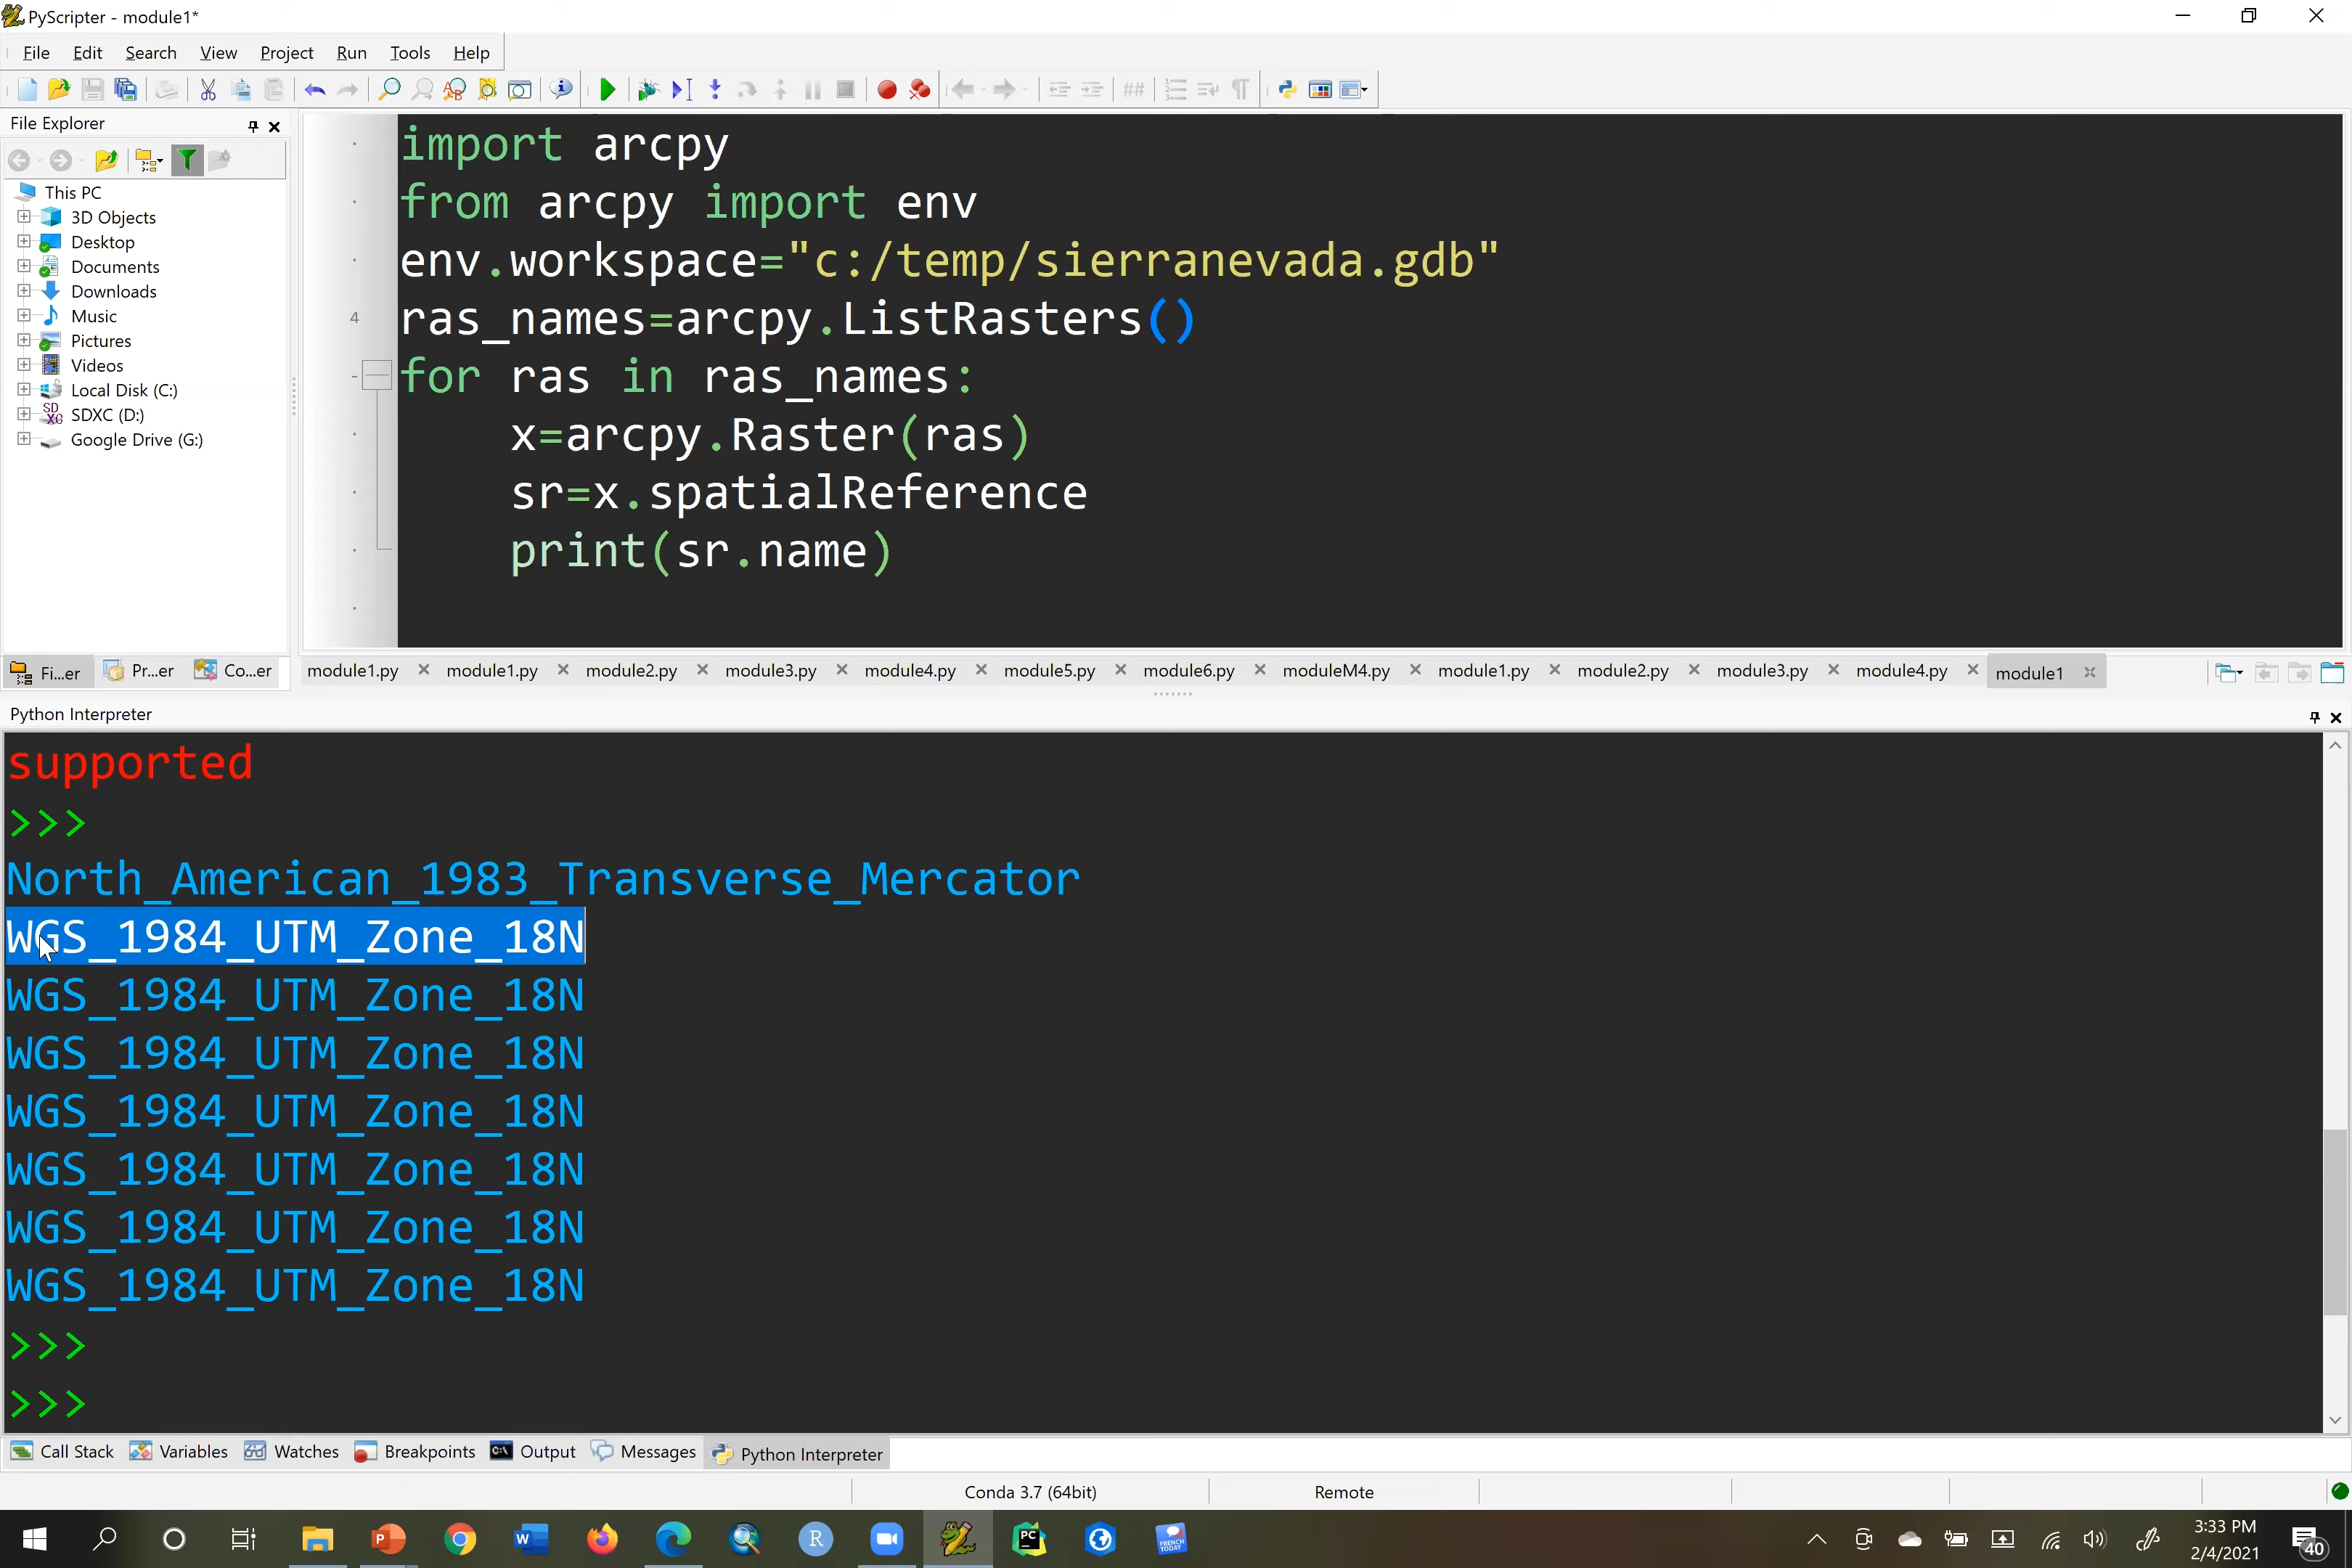 PyScripter - module1*
File Edit Search View Project Run Tools Help
File Explorer
This PC
3D Objects
Desktop
Documents
Downloads
Music
Pictures
Videos
Local Disk (C:)
SDXC (D:)
Google Drive (G:)
Fi...er Pr...er Co...er
import arcpy
from arcpy import env
env.workspace="c:/temp/sierranevada.gdb"
4 ras_names=arcpy.ListRasters()
for ras in ras_names:
x=arcpy.Raster(ras)
sr=x.spatialReference
print(sr.name)
module1.py module1.py module2.py module3.py module4.py module5.py module6.py moduleM4.py module1.py module2.py module3.py module4.py module1
Python Interpreter
supported
>>>
North_American_1983_Transverse_Mercator
WGS_1984_UTM_Zone_18N
WGS_1984_UTM_Zone_18N
WGS_1984_UTM_Zone_18N
WGS_1984_UTM_Zone_18N
WGS_1984_UTM_Zone_18N
WGS_1984_UTM_Zone_18N
WGS_1984_UTM_Zone_18N
>>>
>>>
Call Stack Variables Watches Breakpoints Output Messages Python Interpreter
Conda 3.7 (64bit) Remote
3:33 PM
2/4/2021
40